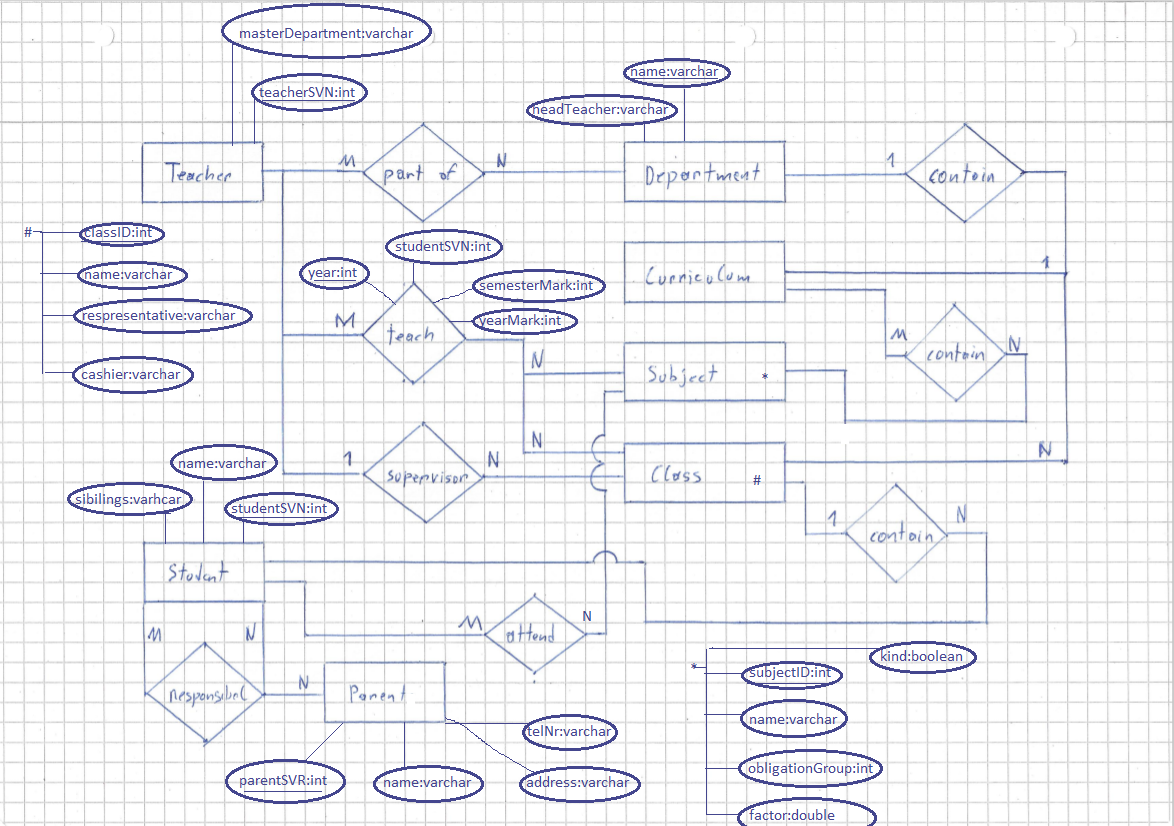 masterDepartment:varchar
name:varchar
teacherSVN:int
headTeacher:varchar
Teacher
M
part of
N
Department
1
contain
#
classID:int
studentSVN:int
name:varchar
year:int
semesterMark:int
Curriculum
1
respresentative:varchar
M
teach
yearMark:int
M
contain
N
N
Subject
*
cashier:varchar
N
N
1
supervisor
N
Class
#
name:varchar
sibilings:varhcar
studentSVN:int
1
contain
N
Student
M
N
M
attend
N
kind:boolean
*
subjectID:int
responsibel
N
Parent
name:varchar
telNr:varchar
parentSVR:int
name:varchar
address:varchar
obligationGroup:int
factor:double